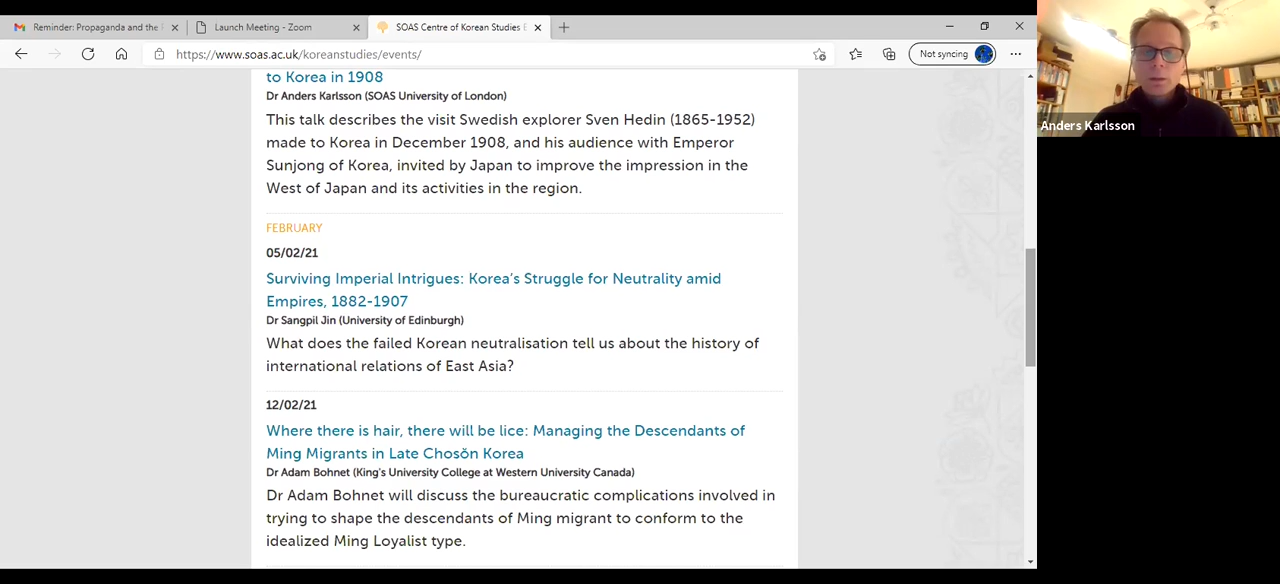 Reminder: Propaganda and the
Launch Meeting - Zoom
SOAS Centre of Korean Studies E
https://www.soas.ac.uk/koreanstudies/events/
Not syncing
Anders Karlsson
to Korea in 1908
Dr Anders Karlsson (SOAS University of London)
This talk describes the visit Swedish explorer Sven Hedin (1865-1952)
made to Korea in December 1908, and his audience with Emperor
Sunjong of Korea, invited by Japan to improve the impression in the
West of Japan and its activities in the region.
FEBRUARY
05/02/21
Surviving Imperial Intrigues: Korea's Struggle for Neutrality amid
Empires, 1882-1907
Dr Sangpil Jin (University of Edinburgh)
What does the failed Korean neutralisation tell us about the history of
international relations of East Asia?
12/02/21
Where there is hair, there will be lice: Managing the Descendants of
Ming Migrants in Late Chosŏn Korea
Dr Adam Bohnet (King's University College at Western University Canada)
Dr Adam Bohnet will discuss the bureaucratic complications involved in
trying to shape the descendants of Ming migrant to conform to the
idealized Ming Loyalist type.